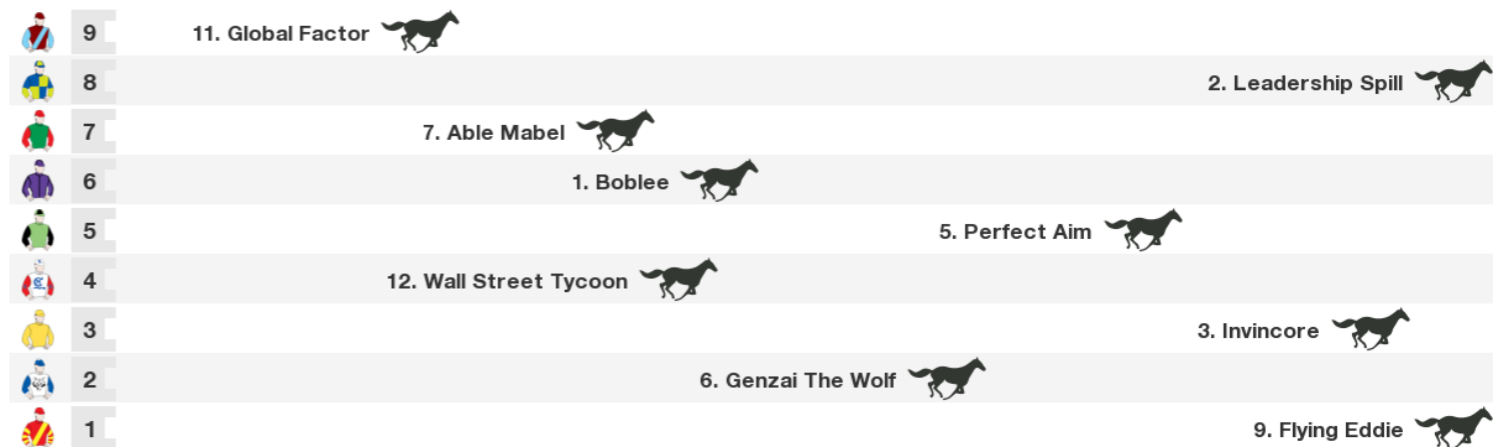 9 11. Global Factor
8 2. Leadership Spill
7 7. Able Mabel
6 1. Boblee
5 5. Perfect Aim
4 12. Wall Street Tycoon
3 3. Invincore
2 6. Genzai The Wolf
1 9. Flying Eddie